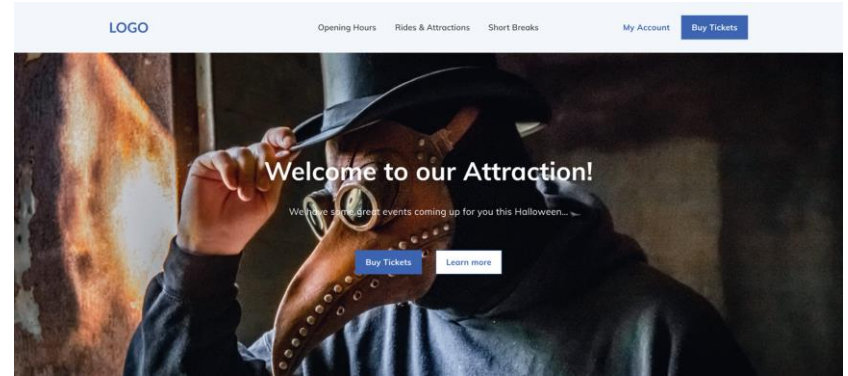 LOGO
Opening Hours Rides & Attractions Short Breaks
My Account Buy Tickets
Welcome to our Attraction!
We have some great events coming up for you this Halloween...
Buy Tickets Learn more